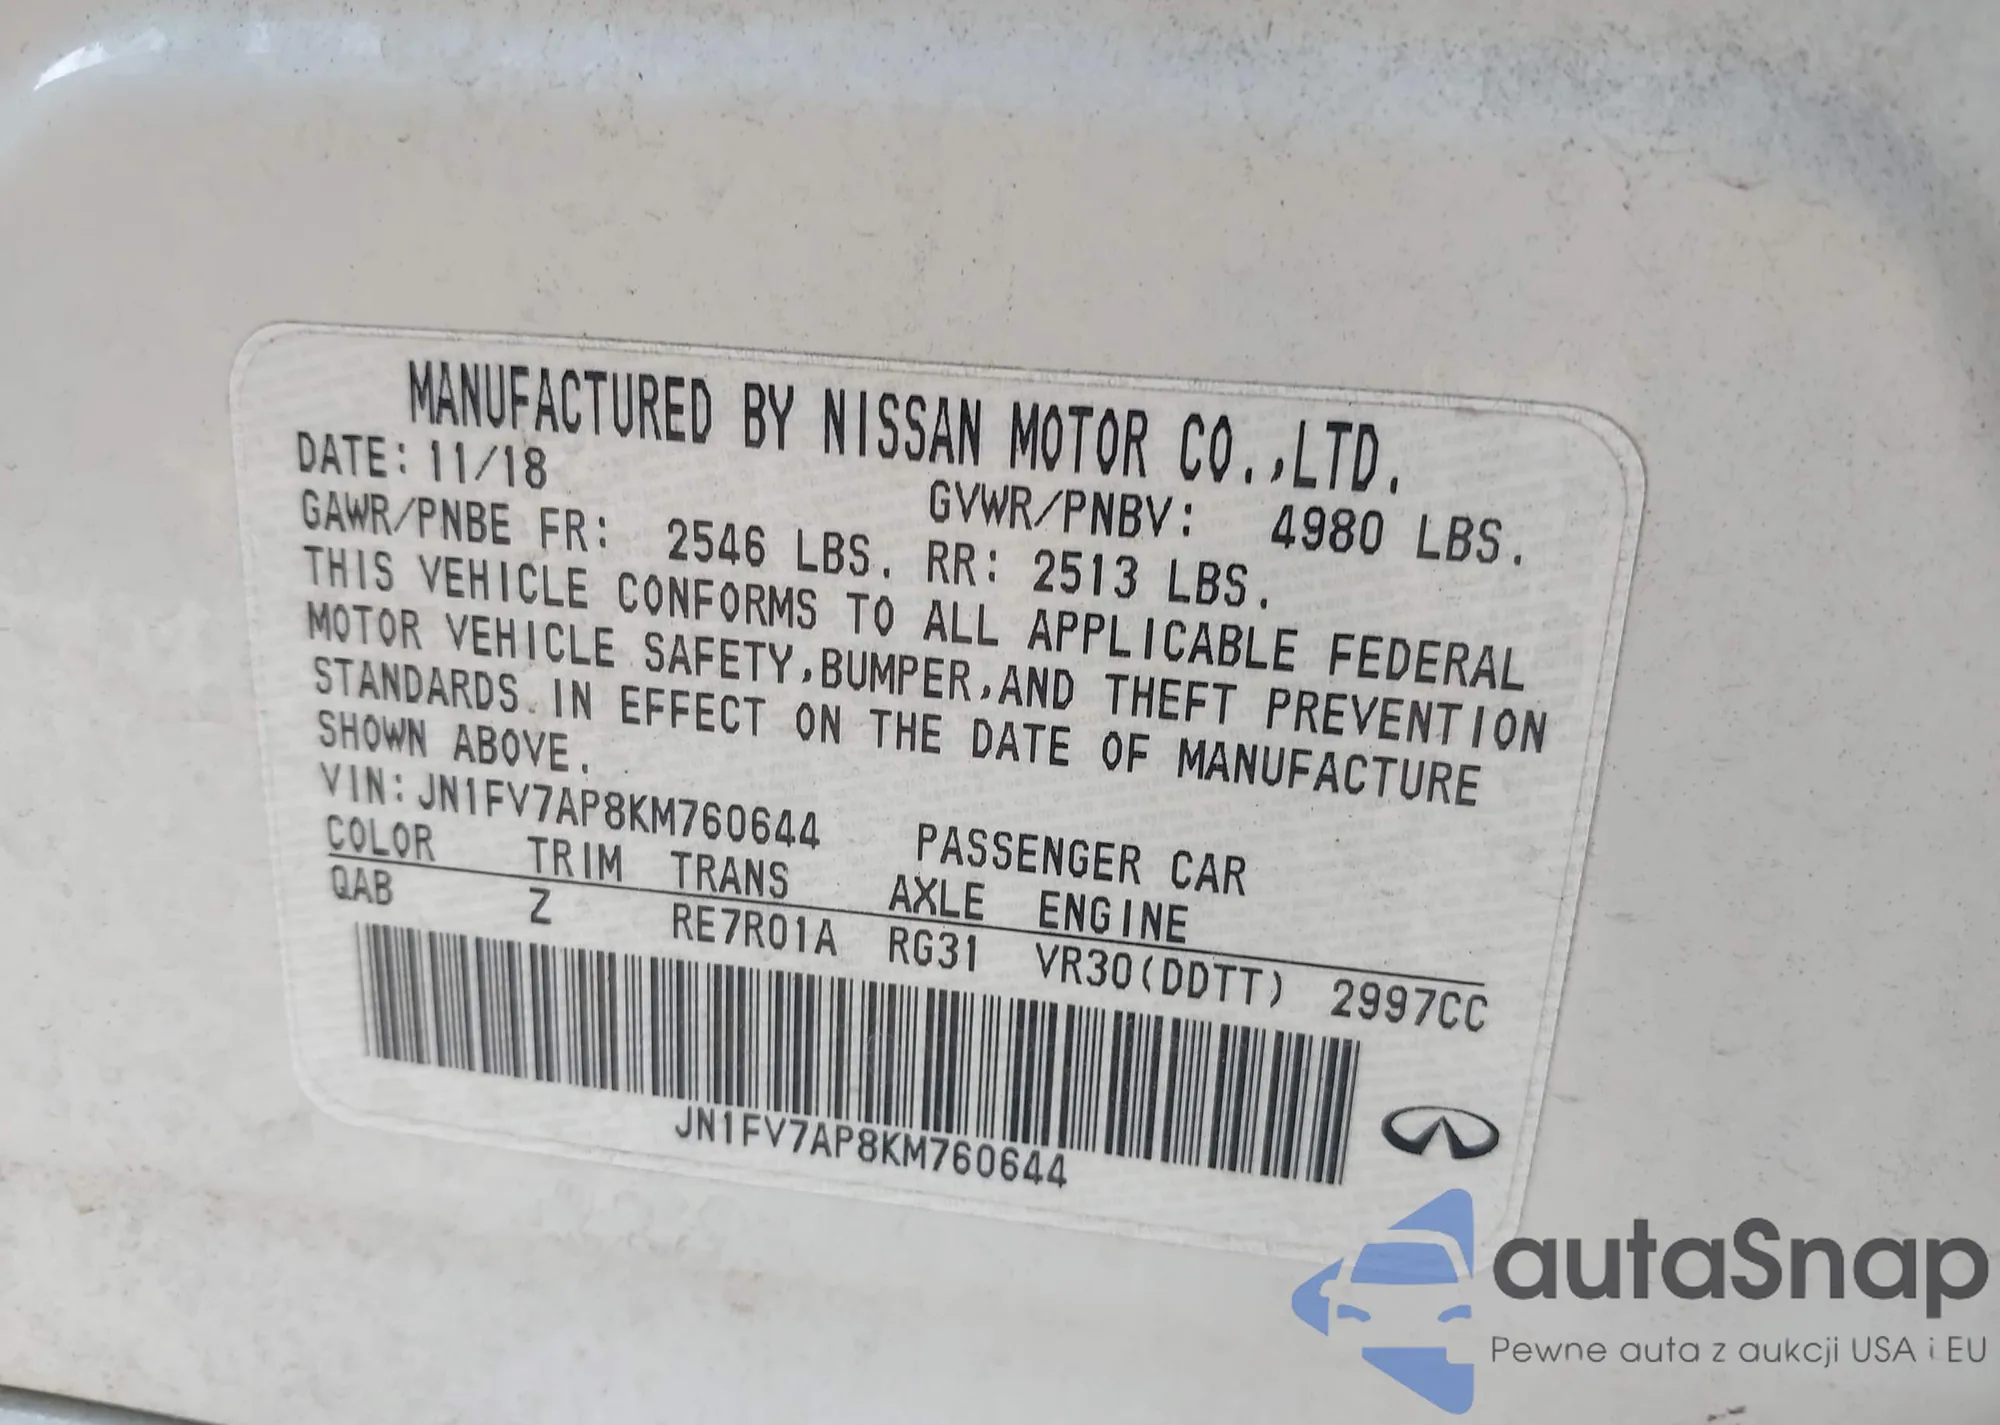 MANUFACTURED BY NISSAN MOTOR CO.,LTD.
DATE: 11/18 GVWR/PNBV: 4980 LBS.
GAWR/PNBE FR: 2546 LBS. RR: 2513 LBS.
THIS VEHICLE CONFORMS TO ALL APPLICABLE FEDERAL
MOTOR VEHICLE SAFETY,BUMPER,AND THEFT PREVENTION
STANDARDS IN EFFECT ON THE DATE OF MANUFACTURE
SHOWN ABOVE.
VIN: JN1FV7AP8KM760644 PASSENGER CAR
COLOR TRIM TRANS AXLE ENGINE
QAB Z RE7R01A RG31 VR30(DDTT) 2997CC
JN1FV7AP8KM760644
autaSnap
Pewne auta z aukcji USA i EU